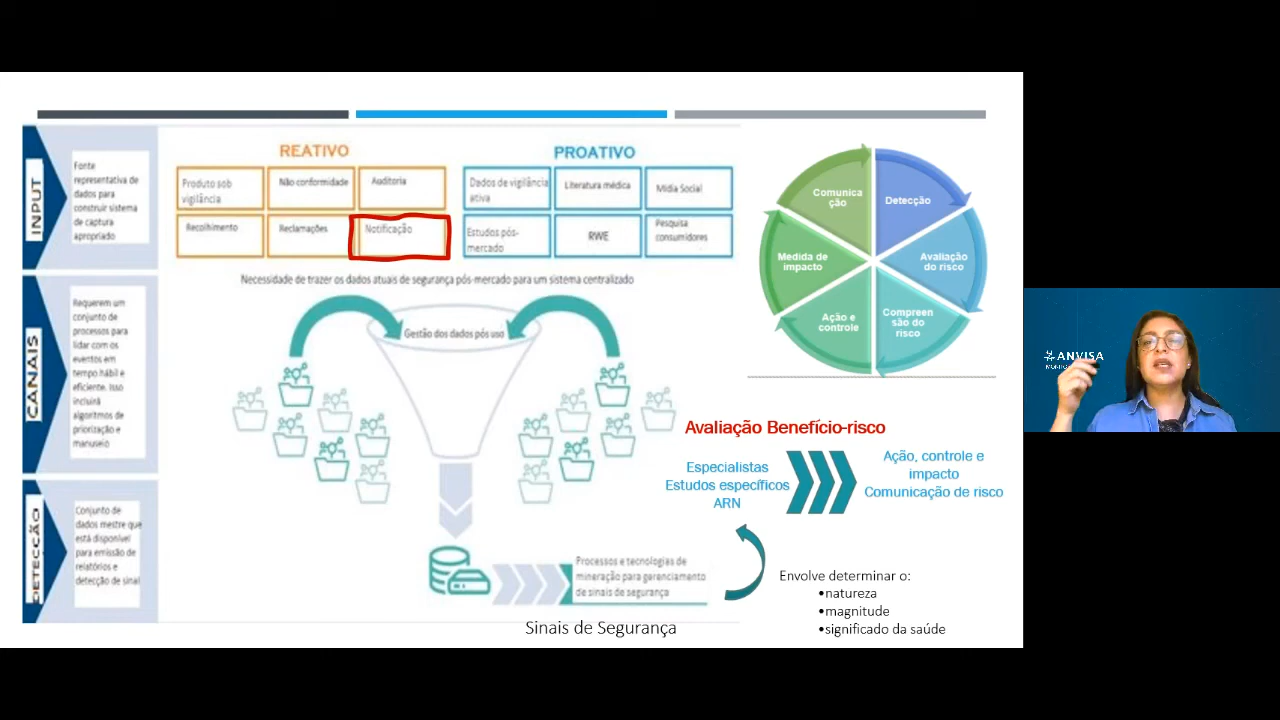 INPUT
Fonte
representativa de
dados para
construir sistema
de captura
apropriado
REATIVO
Produto sob
vigilância
Não conformidade
Auditoria
Recolhimento
Reclamações
Notificação
PROATIVO
Dados de vigilância
ativa
Literatura médica
Mídia Social
Estudos pós-
mercado
RWE
Pesquisa
consumidores
Necessidade de trazer os dados atuais de segurança pós-mercado para um sistema centralizado
CANAIS
Requerem um
conjunto de
processos para
lidar com os
eventos em
tempo hábil e
eficiente. Isso
incluirá
algoritmos de
priorização e
manuseio
Gestão dos dados pós uso
DETECÇÃO
Conjunto de
dados mestre que
está disponível
para emissão de
relatórios e
detecção de sinal
Processos e tecnologias de
mineração para gerenciamento
de sinais de segurança
Sinais de Segurança
Comunica
ção
Detecção
Medida de
impacto
Avaliação
do risco
Ação e
controle
Compreen
são do
risco
Avaliação Benefício-risco
Especialistas
Estudos específicos
ARN
Ação, controle e
impacto
Comunicação de risco
Envolve determinar o:
•natureza
•magnitude
•significado da saúde
ANVISA